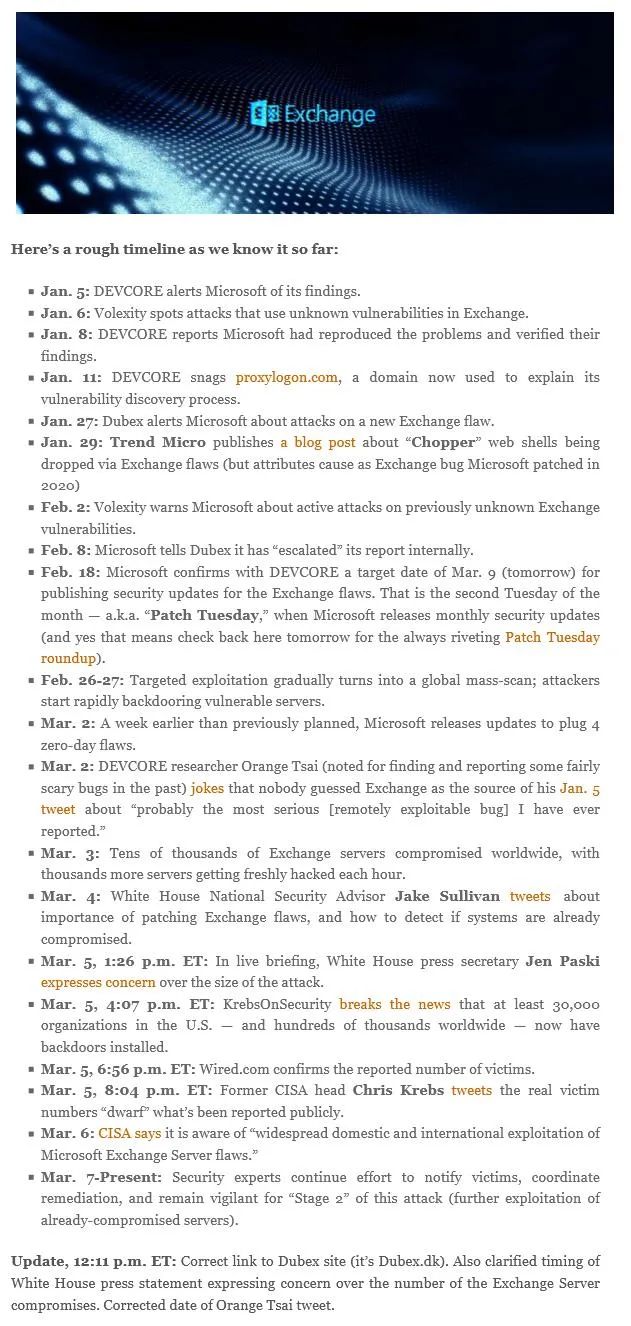 Exchange
Here's a rough timeline as we know it so far:
▪ Jan. 5: DEVCORE alerts Microsoft of its findings.
▪ Jan. 6: Volexity spots attacks that use unknown vulnerabilities in Exchange.
▪ Jan. 8: DEVCORE reports Microsoft had reproduced the problems and verified their
findings.
▪ Jan. 11: DEVCORE snags proxylogon.com, a domain now used to explain its
vulnerability discovery process.
▪ Jan. 27: Dubex alerts Microsoft about attacks on a new Exchange flaw.
▪ Jan. 29: Trend Micro publishes a blog post about “Chopper” web shells being
dropped via Exchange flaws (but attributes cause as Exchange bug Microsoft patched in
2020)
▪ Feb. 2: Volexity warns Microsoft about active attacks on previously unknown Exchange
vulnerabilities.
▪ Feb. 8: Microsoft tells Dubex it has “escalated” its report internally.
▪ Feb. 18: Microsoft confirms with DEVCORE a target date of Mar. 9 (tomorrow) for
publishing security updates for the Exchange flaws. That is the second Tuesday of the
month — a.k.a. “Patch Tuesday,” when Microsoft releases monthly security updates
(and yes that means check back here tomorrow for the always riveting Patch Tuesday
roundup).
▪ Feb. 26-27: Targeted exploitation gradually turns into a global mass-scan; attackers
start rapidly backdooring vulnerable servers.
▪ Mar. 2: A week earlier than previously planned, Microsoft releases updates to plug 4
zero-day flaws.
▪ Mar. 2: DEVCORE researcher Orange Tsai (noted for finding and reporting some fairly
scary bugs in the past) jokes that nobody guessed Exchange as the source of his Jan. 5
tweet about “probably the most serious [remotely exploitable bug] I have ever
reported.”
▪ Mar. 3: Tens of thousands of Exchange servers compromised worldwide, with
thousands more servers getting freshly hacked each hour.
▪ Mar. 4: White House National Security Advisor Jake Sullivan tweets about
importance of patching Exchange flaws, and how to detect if systems are already
compromised.
▪ Mar. 5, 1:26 p.m. ET: In live briefing, White House press secretary Jen Paski
expresses concern over the size of the attack.
▪ Mar. 5, 4:07 p.m. ET: KrebsOnSecurity breaks the news that at least 30,000
organizations in the U.S. — and hundreds of thousands worldwide — now have
backdoors installed.
▪ Mar. 5, 6:56 p.m. ET: Wired.com confirms the reported number of victims.
▪ Mar. 5, 8:04 p.m. ET: Former CISA head Chris Krebs tweets the real victim
numbers “dwarf” what's been reported publicly.
▪ Mar. 6: CISA says it is aware of “widespread domestic and international exploitation of
Microsoft Exchange Server flaws.”
▪ Mar. 7-Present: Security experts continue effort to notify victims, coordinate
remediation, and remain vigilant for “Stage 2” of this attack (further exploitation of
already-compromised servers).
Update, 12:11 p.m. ET: Correct link to Dubex site (it's Dubex.dk). Also clarified timing of
White House press statement expressing concern over the number of the Exchange Server
compromises. Corrected date of Orange Tsai tweet.